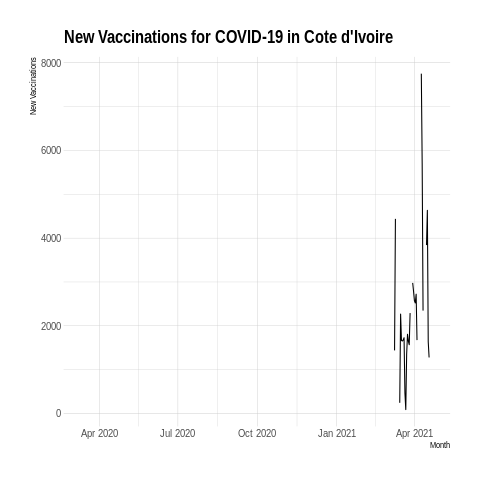 New Vaccinations for COVID-19 in Cote d'Ivoire
New Vaccinations
8000
6000
4000
2000
0
Apr 2020 Jul 2020 Oct 2020 Jan 2021 Apr 2021
Month